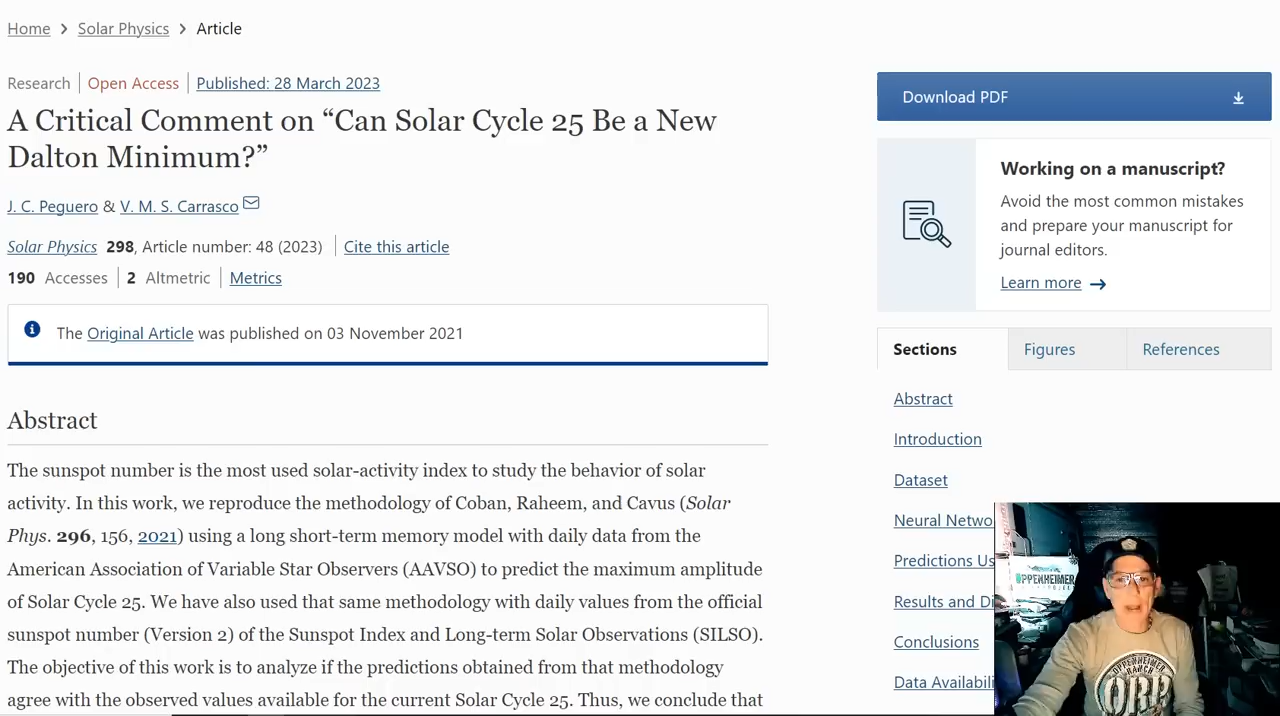 Home > Solar Physics > Article
Research | Open Access | Published: 28 March 2023
A Critical Comment on “Can Solar Cycle 25 Be a New
Dalton Minimum?”
J. C. Peguero & V. M. S. Carrasco
Solar Physics 298, Article number: 48 (2023) | Cite this article
190 Accesses | 2 Altmetric | Metrics
The Original Article was published on 03 November 2021
Abstract
The sunspot number is the most used solar-activity index to study the behavior of solar
activity. In this work, we reproduce the methodology of Coban, Raheem, and Cavus (Solar
Phys. 296, 156, 2021) using a long short-term memory model with daily data from the
American Association of Variable Star Observers (AAVSO) to predict the maximum amplitude
of Solar Cycle 25. We have also used that same methodology with daily values from the official
sunspot number (Version 2) of the Sunspot Index and Long-term Solar Observations (SILSO).
The objective of this work is to analyze if the predictions obtained from that methodology
agree with the observed values available for the current Solar Cycle 25. Thus, we conclude that
Download PDF
Working on a manuscript?
Avoid the most common mistakes
and prepare your manuscript for
journal editors.
Learn more →
Sections
Figures
References
Abstract
Introduction
Dataset
Neural Netwo
Predictions Us
Results and Di
Conclusions
Data Availabili
OPPENHEIMER
OPPENHEIMER
RANCH
ORP